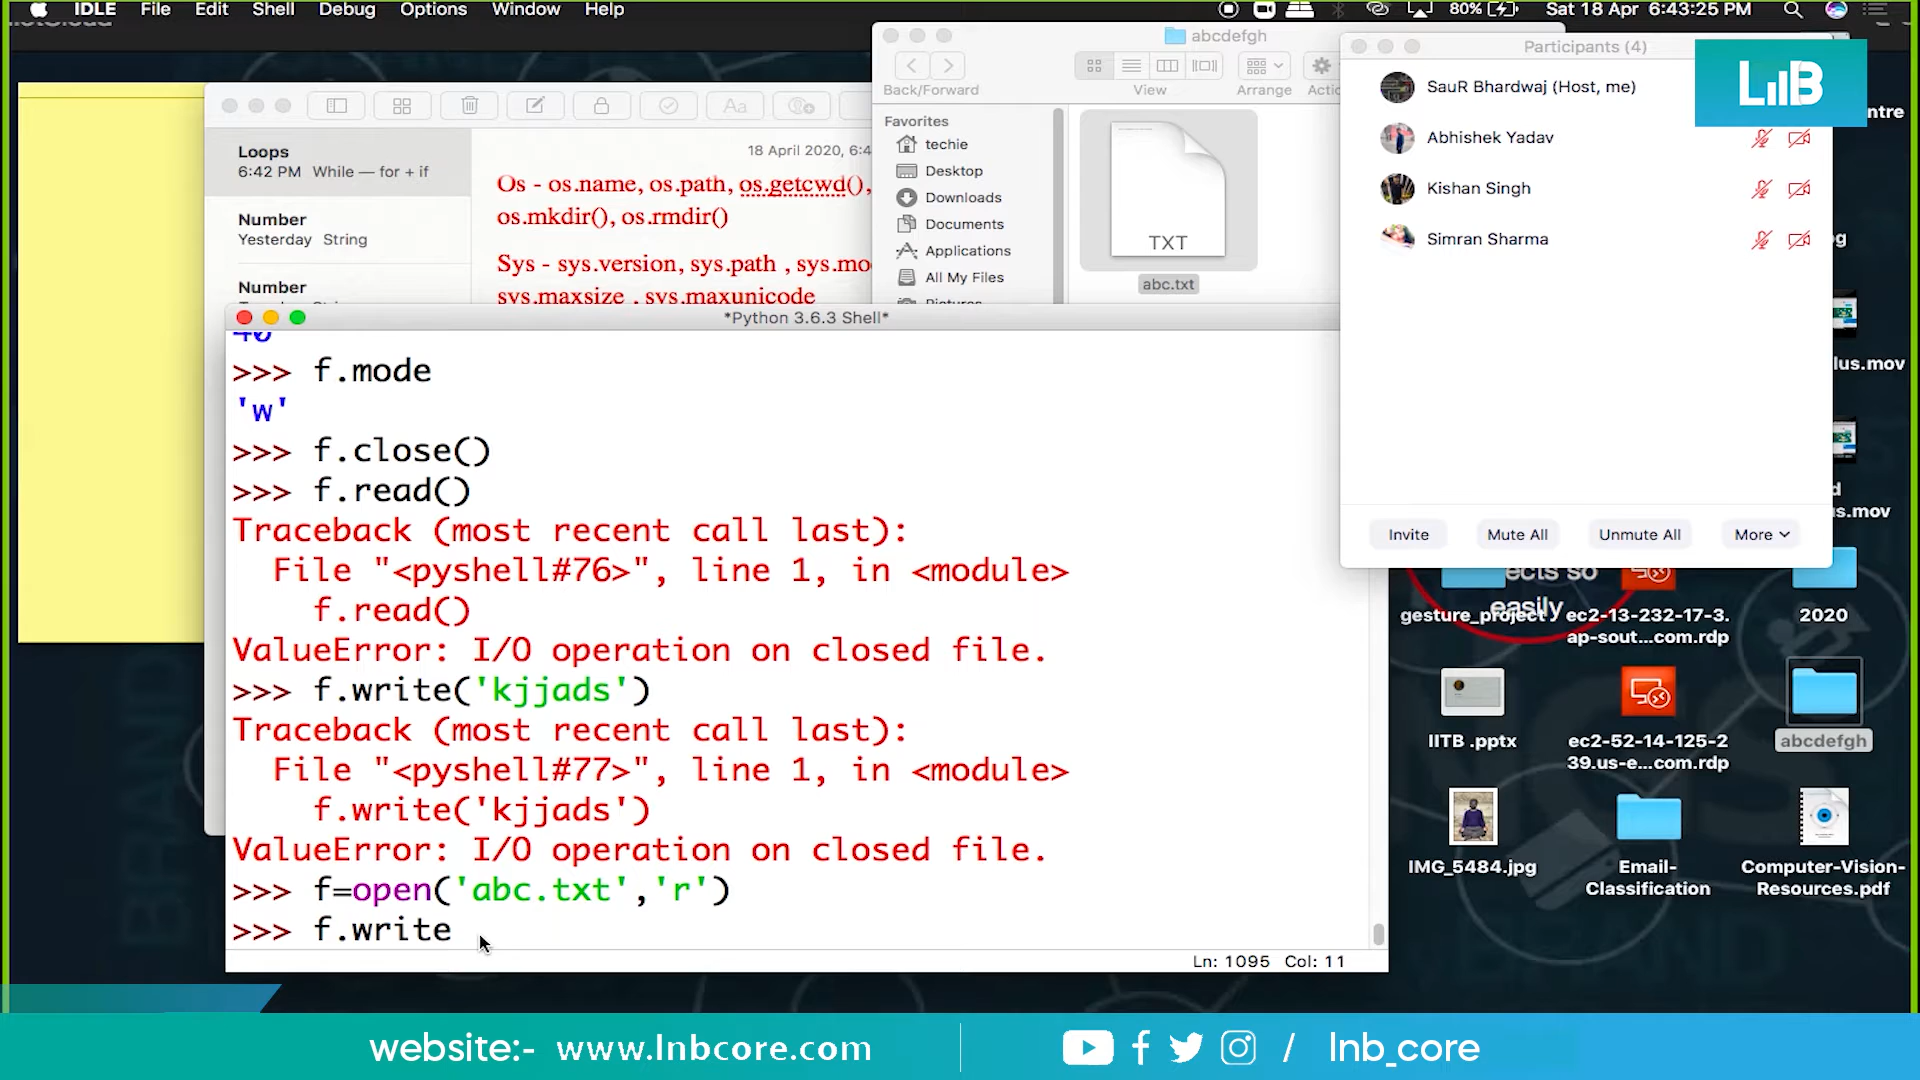 IDLE File Edit Shell Debug Options Window Help
80% Sat 18 Apr 6:43:25 PM
abcdefgh
Back/Forward View Arrange
Favorites
techie
Desktop
Downloads
Documents
Applications
All My Files
Pictures
TXT
abc.txt
Participants (4)
SauR Bhardwaj (Host, me)
Abhishek Yadav
Kishan Singh
Simran Sharma
Invite Mute All Unmute All More
LNB
Loops
6:42 PM While — for + if
Number
Yesterday String
Number
18 April 2020, 6:4
Os - os.name, os.path, os.getcwd(),
os.mkdir(), os.rmdir()
Sys - sys.version, sys.path , sys.mo
sys.maxsize , sys.maxunicode
*Python 3.6.3 Shell*
>>> f.mode
'w'
>>> f.close()
>>> f.read()
Traceback (most recent call last):
File "<pyshell#76>", line 1, in <module>
f.read()
ValueError: I/O operation on closed file.
>>> f.write('kjjads')
Traceback (most recent call last):
File "<pyshell#77>", line 1, in <module>
f.write('kjjads')
ValueError: I/O operation on closed file.
>>> f=open('abc.txt','r')
>>> f.write
Ln: 1095 Col: 11
ntre
lus.mov
s.mov
easily
gesture_project
ec2-13-232-17-3.
ap-sout...com.rdp
2020
IITB .pptx
ec2-52-14-125-2
39.us-e...com.rdp
abcdefgh
IMG_5484.jpg
Email-
Classification
Computer-Vision-
Resources.pdf
BRAND
website:- www.lnbcore.com
/ lnb_core